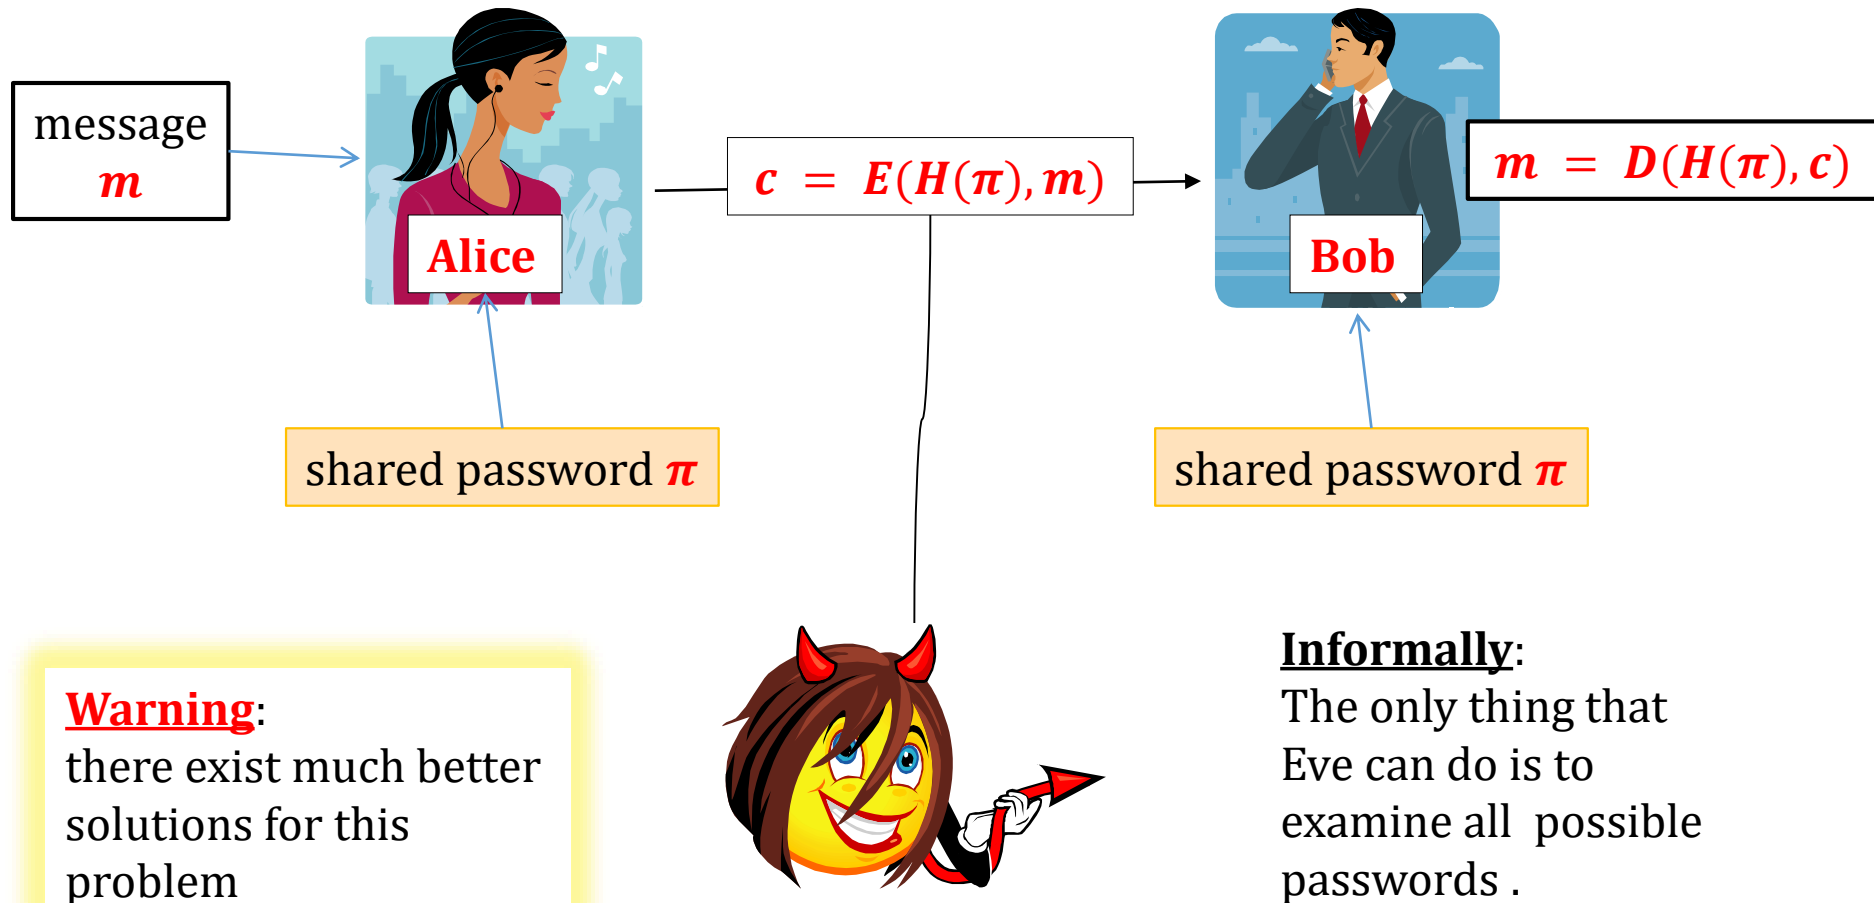 message
m
c = E(H(π), m)
m = D(H(π), c)
Alice
Bob
shared password π
shared password π
Warning:
there exist much better
solutions for this
problem
Informally:
The only thing that
Eve can do is to
examine all possible
passwords .